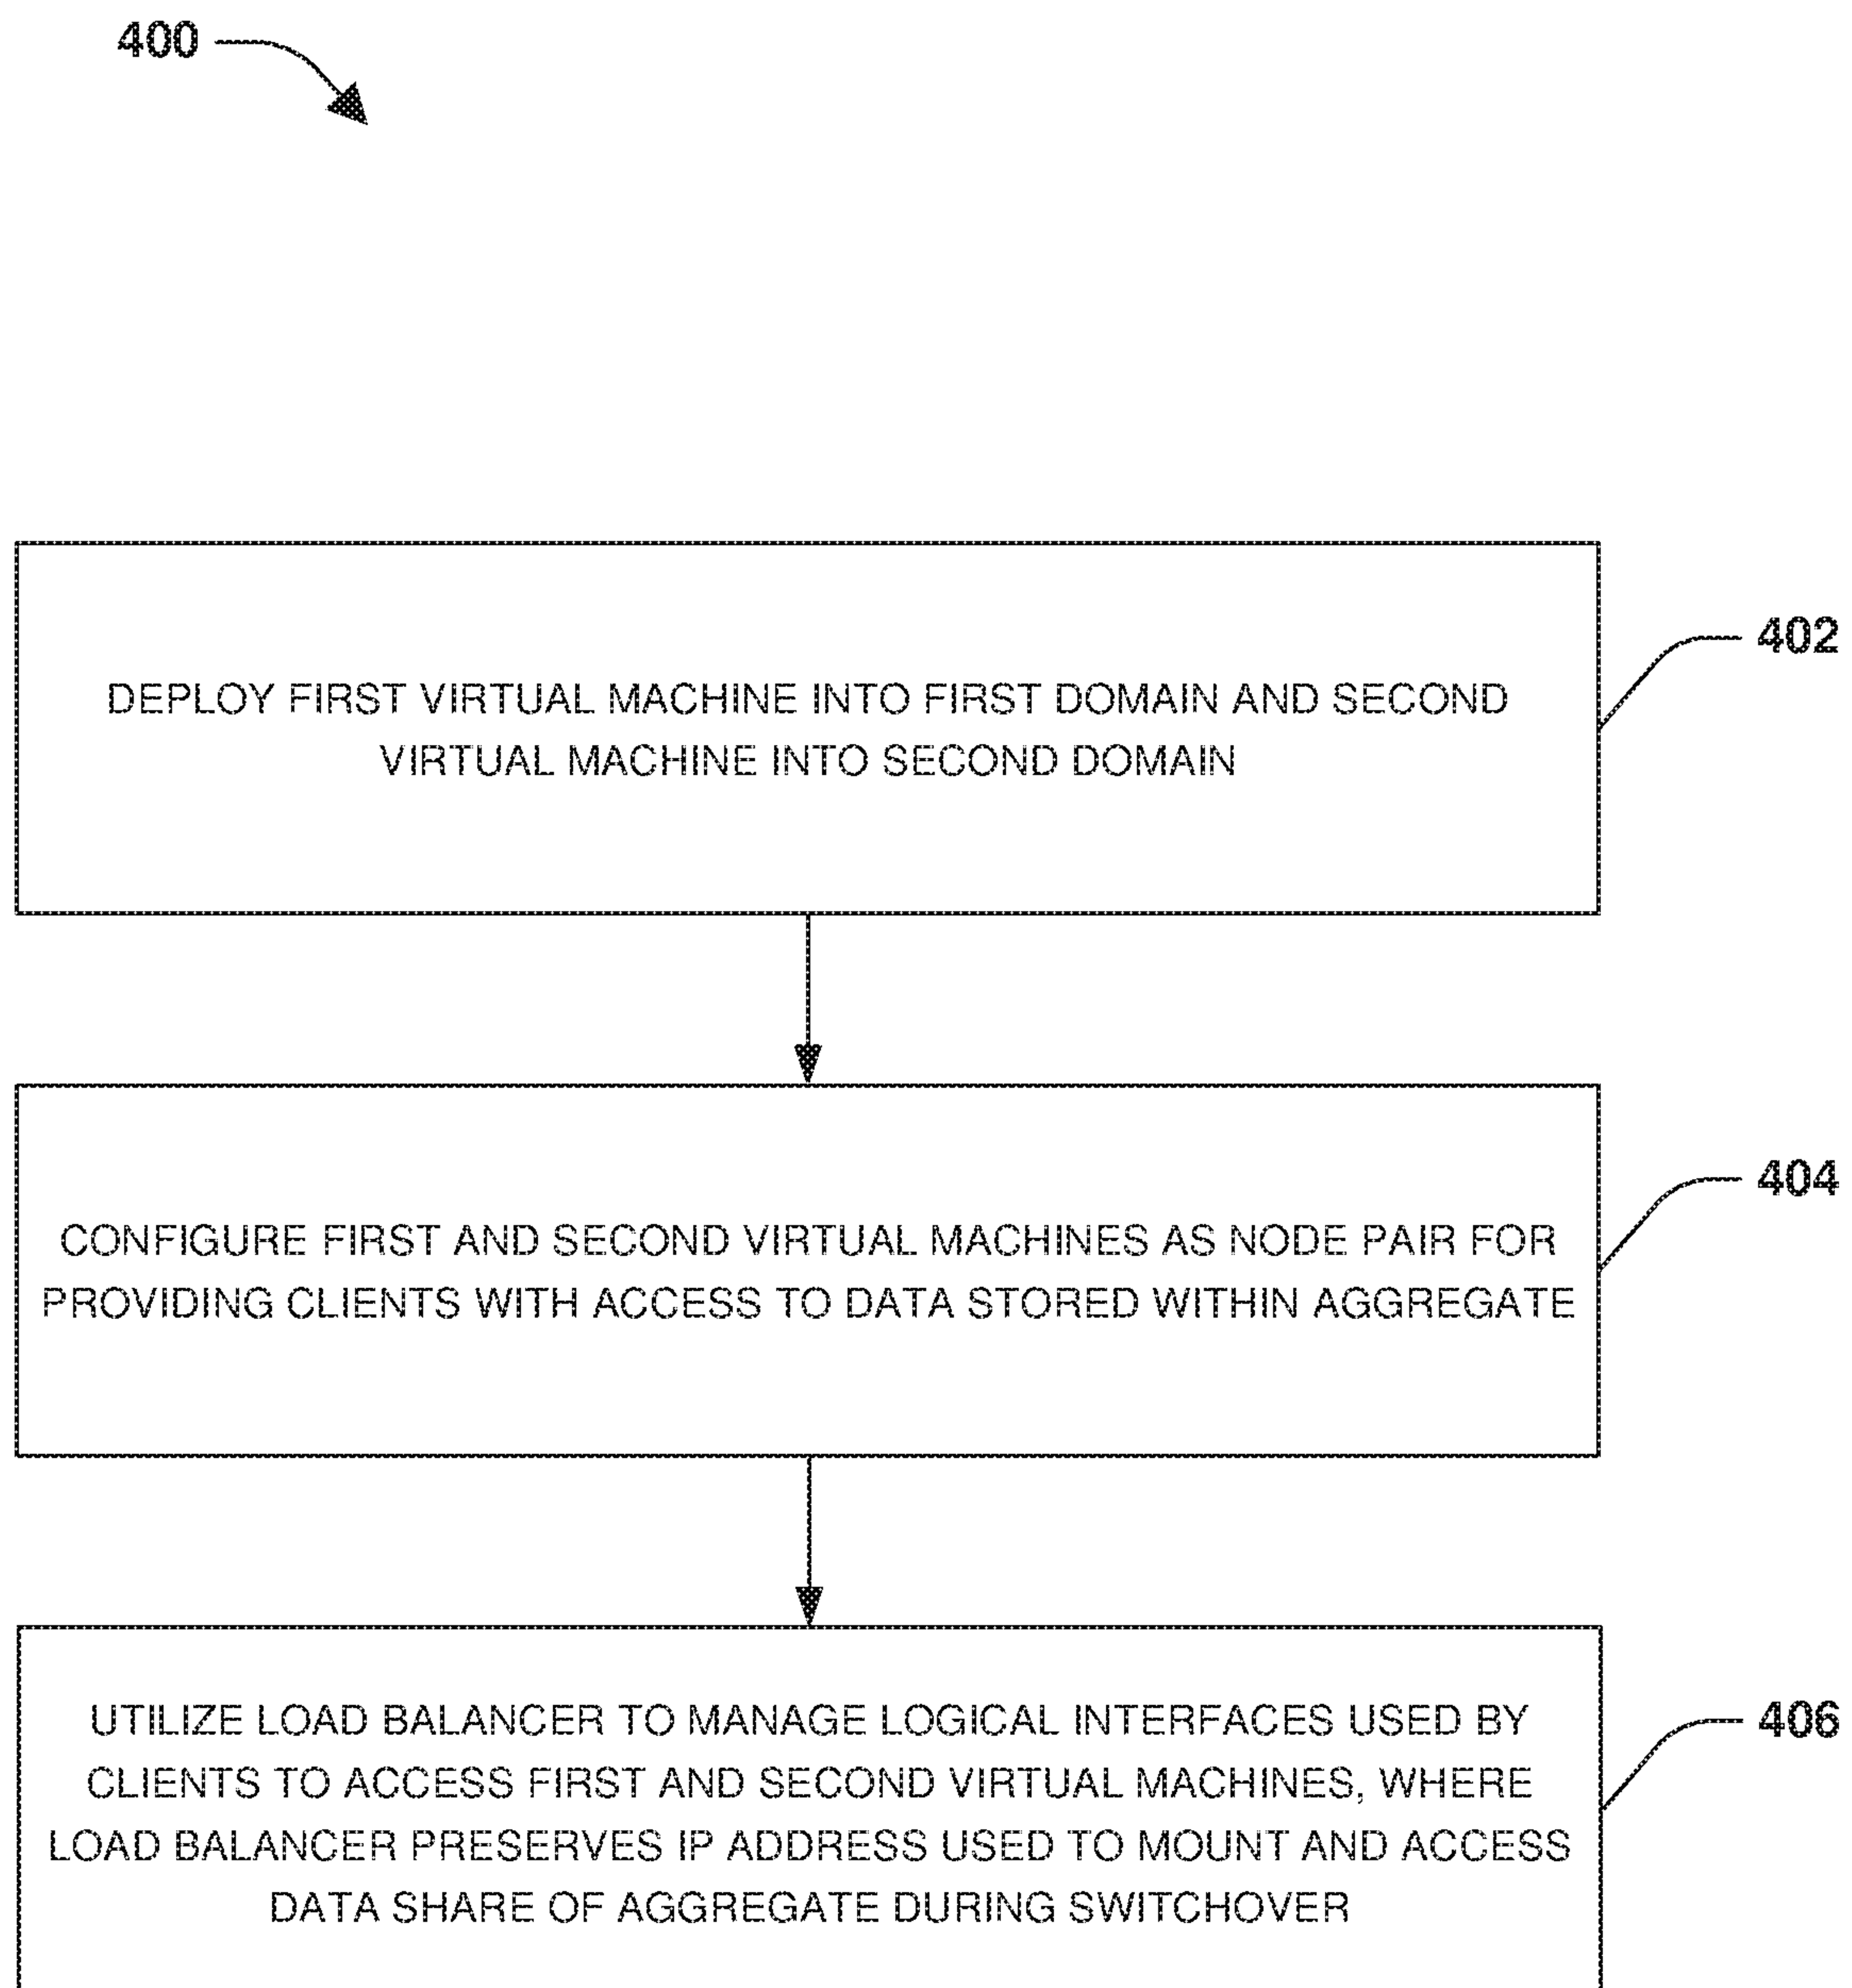 400
DEPLOY FIRST VIRTUAL MACHINE INTO FIRST DOMAIN AND SECOND
VIRTUAL MACHINE INTO SECOND DOMAIN
402
CONFIGURE FIRST AND SECOND VIRTUAL MACHINES AS NODE PAIR FOR
PROVIDING CLIENTS WITH ACCESS TO DATA STORED WITHIN AGGREGATE
404
UTILIZE LOAD BALANCER TO MANAGE LOGICAL INTERFACES USED BY
CLIENTS TO ACCESS FIRST AND SECOND VIRTUAL MACHINES, WHERE
LOAD BALANCER PRESERVES IP ADDRESS USED TO MOUNT AND ACCESS
DATA SHARE OF AGGREGATE DURING SWITCHOVER
406